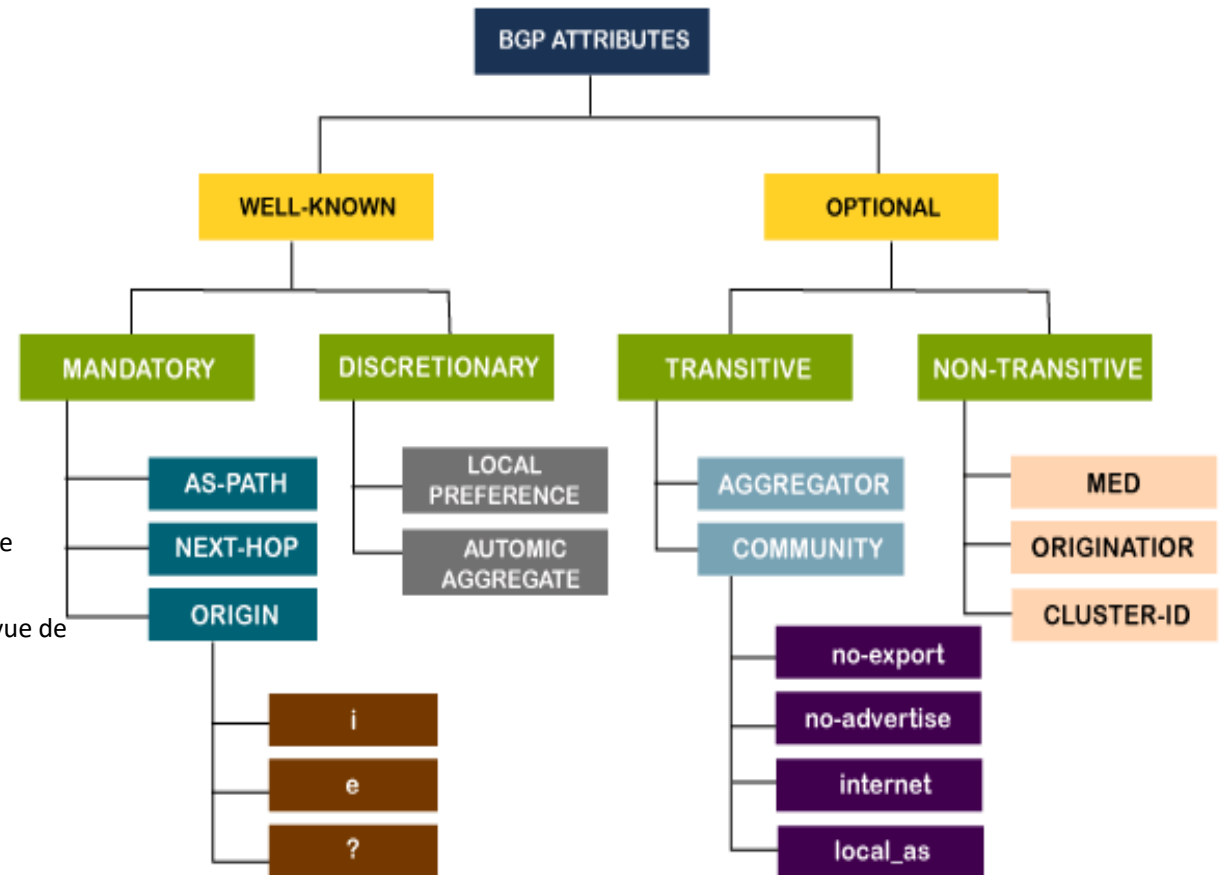 BGP ATTRIBUTES
WELL-KNOWN
OPTIONAL
MANDATORY
DISCRETIONARY
TRANSITIVE
NON-TRANSITIVE
AS-PATH
NEXT-HOP
ORIGIN
i
e
?
LOCAL
PREFERENCE
AUTOMIC
AGGREGATE
AGGREGATOR
COMMUNITY
no-export
no-advertise
internet
local_as
MED
ORIGINATIOR
CLUSTER-ID
e
vue de